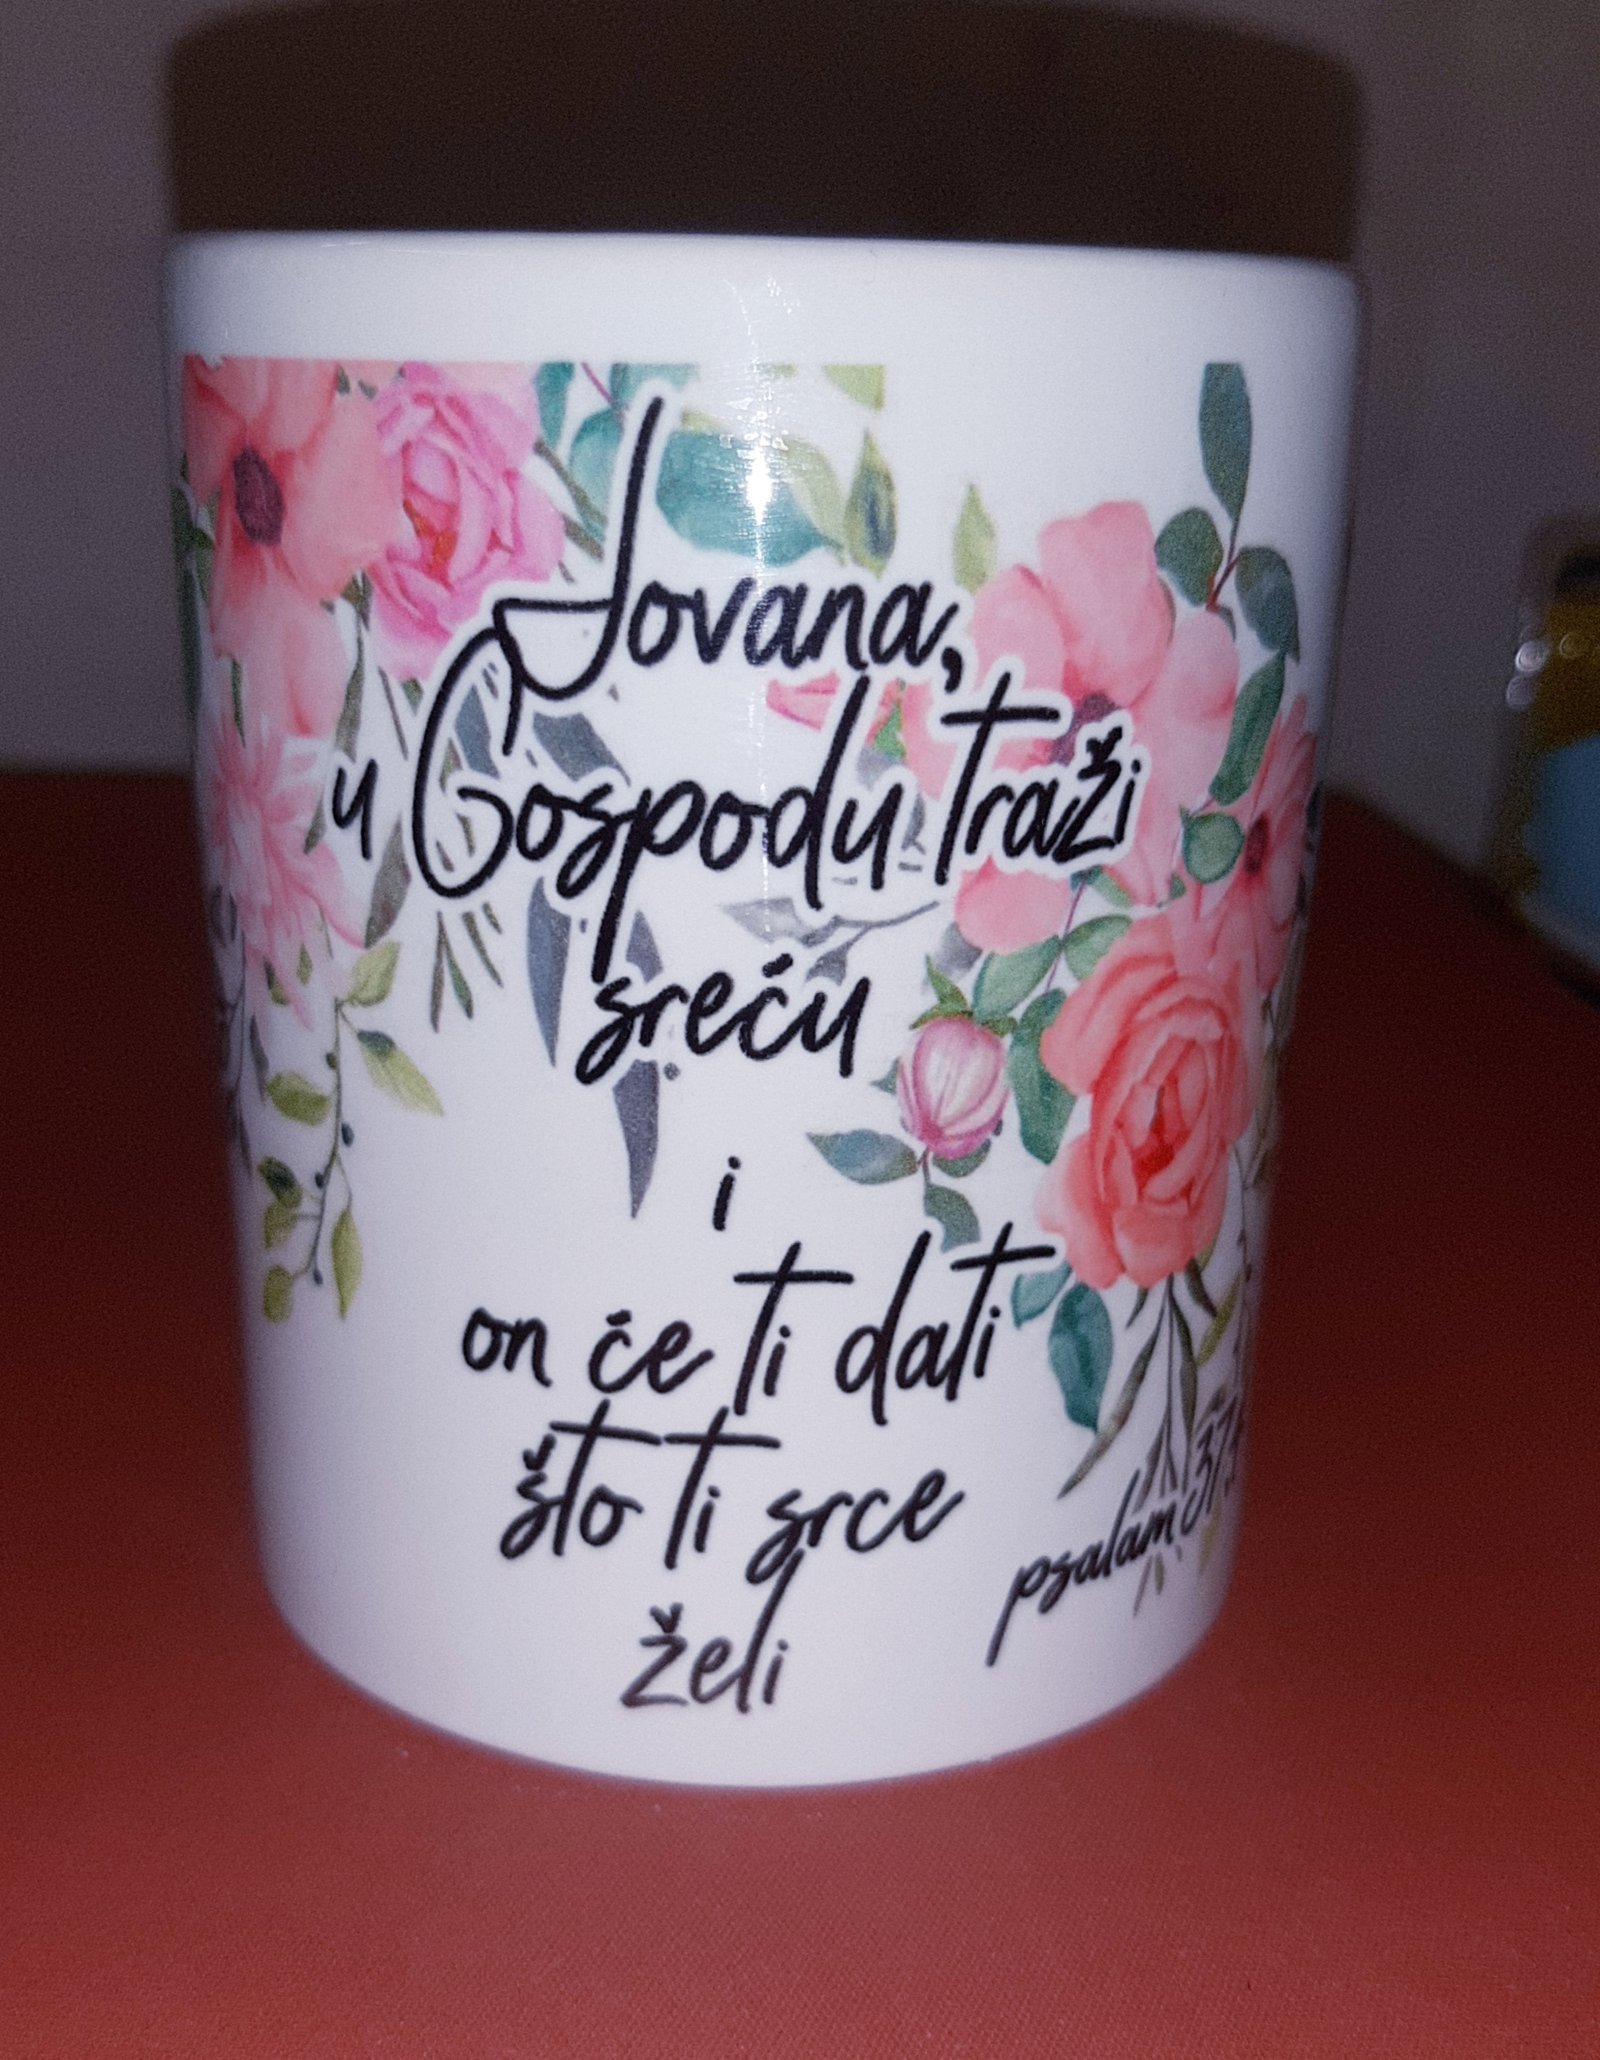 Jovana,
u Gospodu traži
sreću
i
on će ti dati
što ti srce
želi
psalam